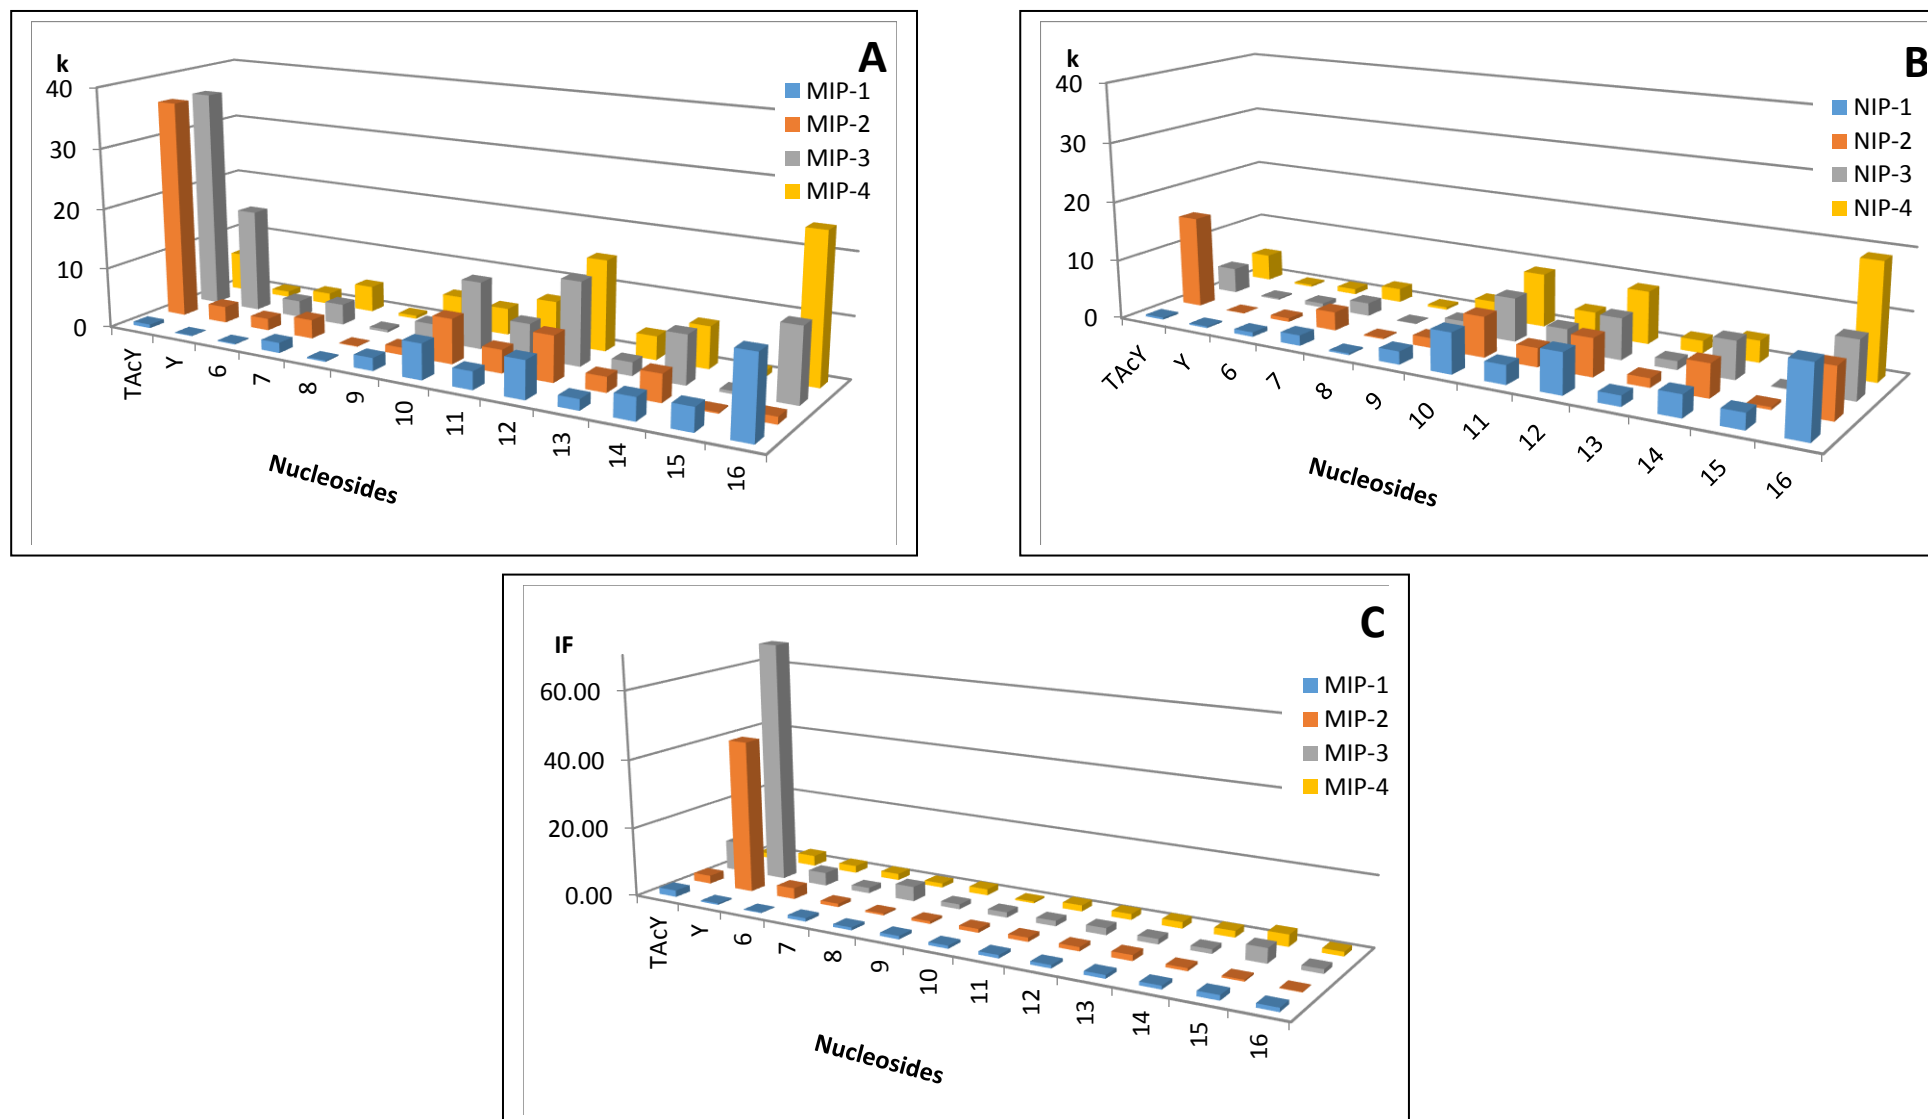 A
k
40
30
20
10
0
MIP-1
MIP-2
MIP-3
MIP-4
TAcY
Y
6
7
8
9
10
11
12
13
14
15
16
Nucleosides
B
k
40
30
20
10
0
NIP-1
NIP-2
NIP-3
NIP-4
TAcY
Y
6
7
8
9
10
11
12
13
14
15
16
Nucleosides
C
IF
60.00
40.00
20.00
0.00
MIP-1
MIP-2
MIP-3
MIP-4
TAcY
Y
6
7
8
9
10
11
12
13
14
15
16
Nucleosides